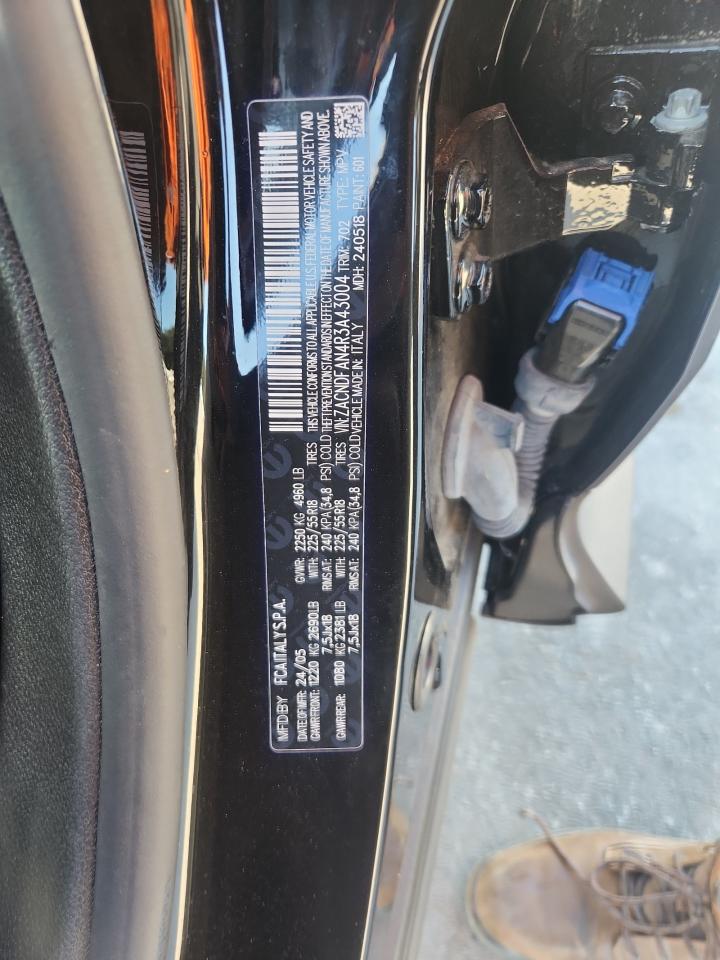 MFD BY FCA ITALY S.P.A.
DATE OF MFR: 24/05 GVWR: 2250 KG 4960 LB
GAWR FRONT: 1220 KG 2690 LB WITH: 225/55R18 TIRES THIS VEHICLE CONFORMS TO ALL APPLICABLE U.S. FEDERAL MOTOR VEHICLE SAFETY AND
7,5Jx18 RIMS AT: 240 KPA (34,8 PSI) COLD THEFT PREVENTION STANDARDS IN EFFECT ON THE DATE OF MANUFACTURE SHOWN ABOVE.
GAWR REAR: 1080 KG 2381 LB WITH: 225/55R18 TIRES VIN: ZACNDFAN4R3A43004 TRIM: 702 TYPE: MPV
7,5Jx18 RIMS AT: 240 KPA (34,8 PSI) COLD VEHICLE MADE IN: ITALY MDH: 240518 PAINT: 601